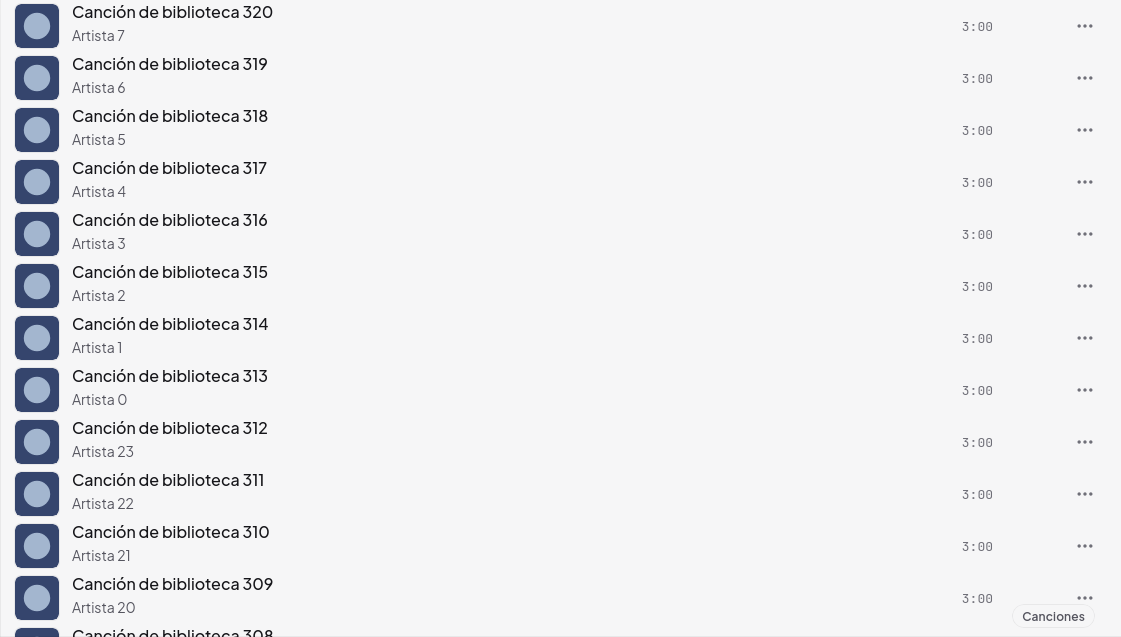 Canción de biblioteca 320
Artista 7
3:00
Canción de biblioteca 319
Artista 6
3:00
Canción de biblioteca 318
Artista 5
3:00
Canción de biblioteca 317
Artista 4
3:00
Canción de biblioteca 316
Artista 3
3:00
Canción de biblioteca 315
Artista 2
3:00
Canción de biblioteca 314
Artista 1
3:00
Canción de biblioteca 313
Artista 0
3:00
Canción de biblioteca 312
Artista 23
3:00
Canción de biblioteca 311
Artista 22
3:00
Canción de biblioteca 310
Artista 21
3:00
Canción de biblioteca 309
Artista 20
3:00
Canciones
Canción de biblioteca 308